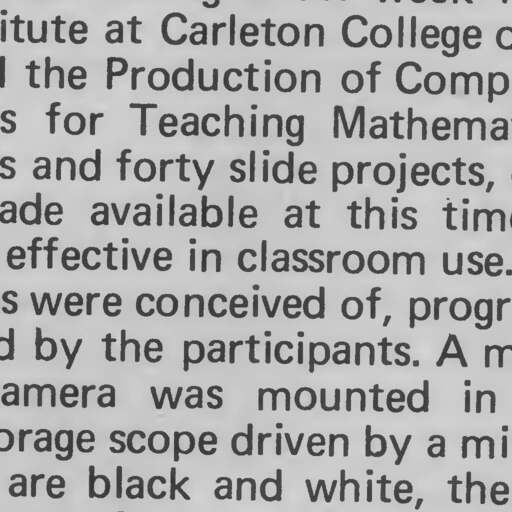 itute at Carleton College
the Production of Comp
s for Teaching Mathema
s and forty slide projects,
ade available at this time
effective in classroom use.
s were conceived of, progr
d by the participants. A m
amera was mounted in
orage scope driven by a mi
are black and white, the